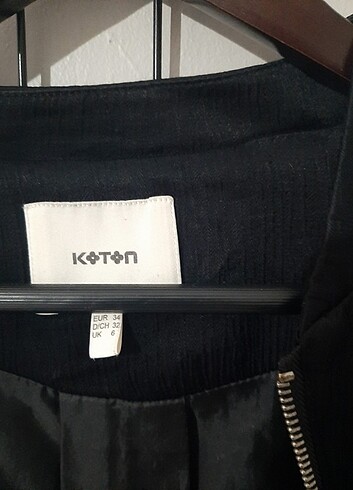 KOTON
EUR 34
D/CH 32
UK 6